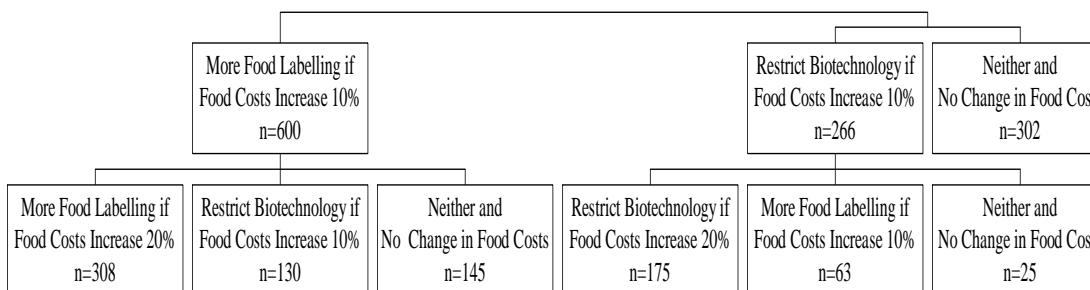 More Food Labelling if
Food Costs Increase 10%
n=600
Restrict Biotechnology if
Food Costs Increase 10%
n=266
Neither and
No Change in Food Cos
n=302
More Food Labelling if
Food Costs Increase 20%
n=308
Restrict Biotechnology if
Food Costs Increase 10%
n=130
Neither and
No Change in Food Costs
n=145
Restrict Biotechnology if
Food Costs Increase 20%
n=175
More Food Labelling if
Food Costs Increase 10%
n=63
Neither and
No Change in Food Cos
n=25